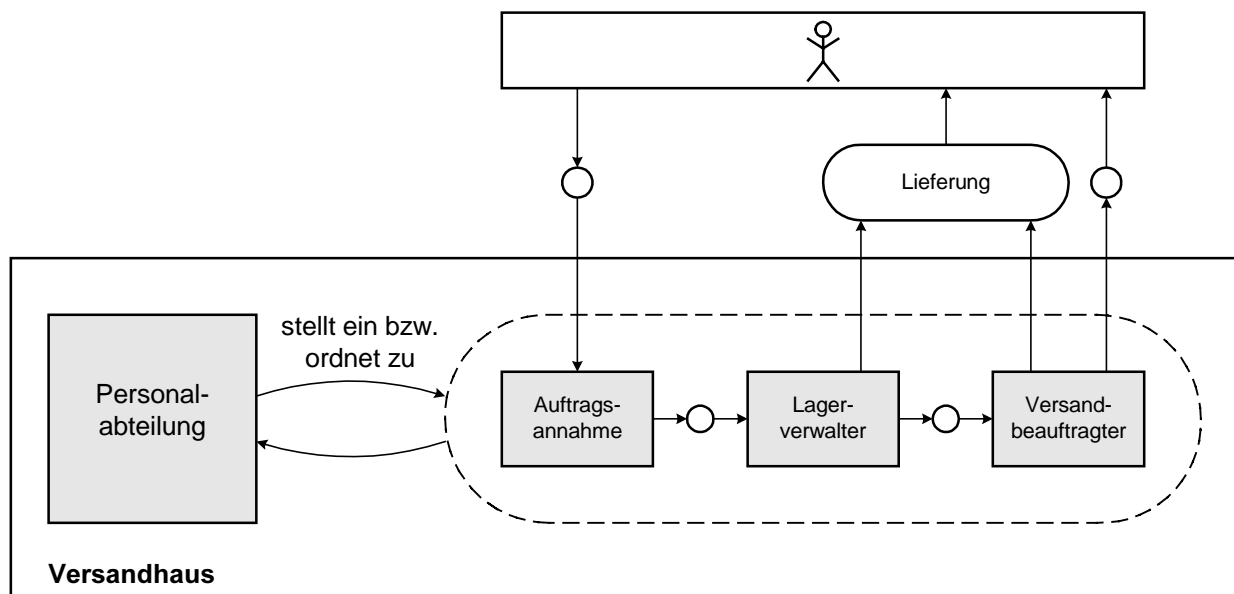 Lieferung
stellt ein bzw.
ordnet zu
Personal-
abteilung
Auftrags-
annahme
Lager-
verwalter
Versand-
beauftragter
Versandhaus